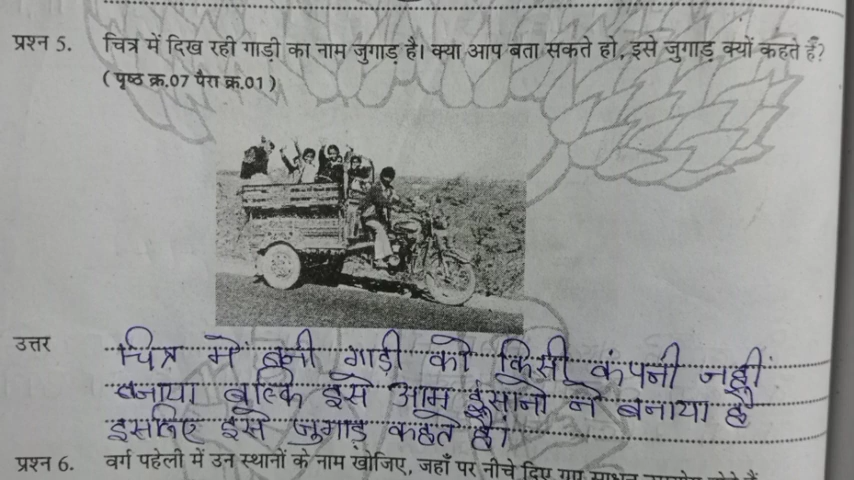 प्रश्न 5. चित्र में दिख रही गाड़ी का नाम जुगाड़ है। क्या आप बता सकते हो, इसे जुगाड़ क्यों कहते हैं?
(पृष्ठ क्र.07 पैरा क्र.01)
उत्तर चित्र में बनी गाड़ी को किसी कंपनी नहीं
बनाया बल्कि इसे आम इंसानो ने बनाया है
इसलिए इसे जुगाड़ कहते है।
प्रश्न 6. वर्ग पहेली में उन स्थानों के नाम खोजिए, जहाँ पर नीचे दिए गए साधन